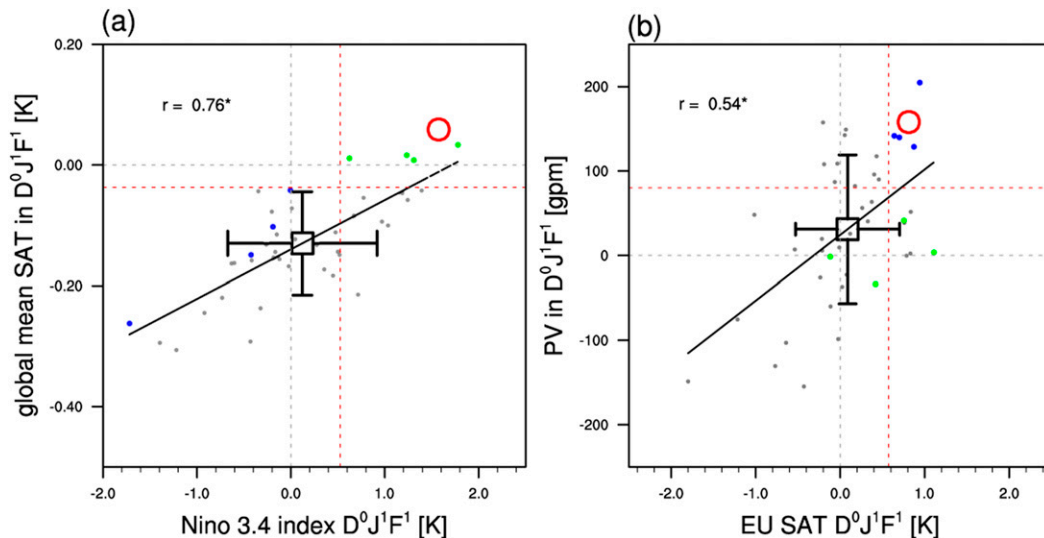 (a)
r = 0.76*
global mean SAT in D⁰J¹F¹ [K]
0.20
0.00
-0.20
-0.40
-2.0 -1.0 0.0 1.0 2.0
Nino 3.4 index D⁰J¹F¹ [K]
(b)
r = 0.54*
PV in D⁰J¹F¹ [gpm]
200
100
0
-100
-200
-2.0 -1.0 0.0 1.0 2.0
EU SAT D⁰J¹F¹ [K]